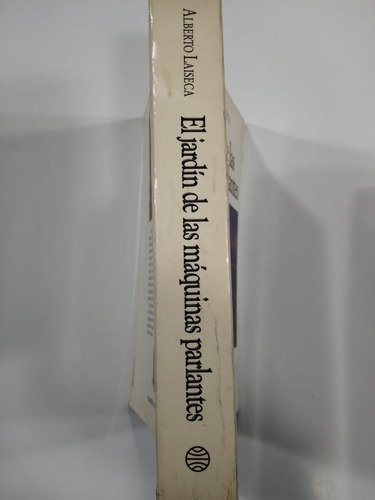 ALBERTO LAISECA
El jardín de las máquinas parlantes